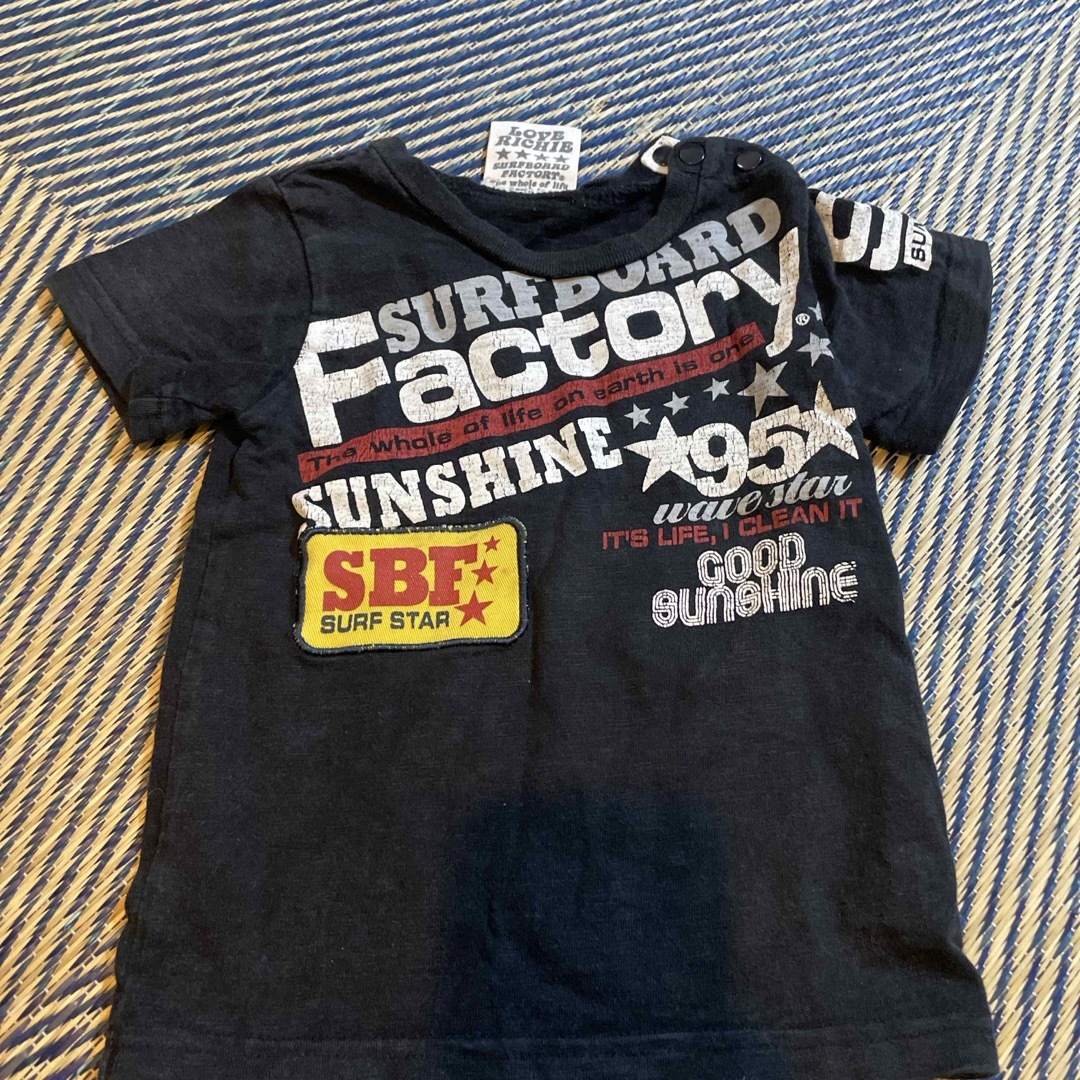 LOVE
RICHIE
SURFBOARD
FACTORY®
The whole of life
SURFBOARD
Factory®
The whole of life on earth is one
SUNSHINE
95
wave star
IT'S LIFE, I CLEAN IT
GOOD
SUNSHINE
SBF
SURF STAR